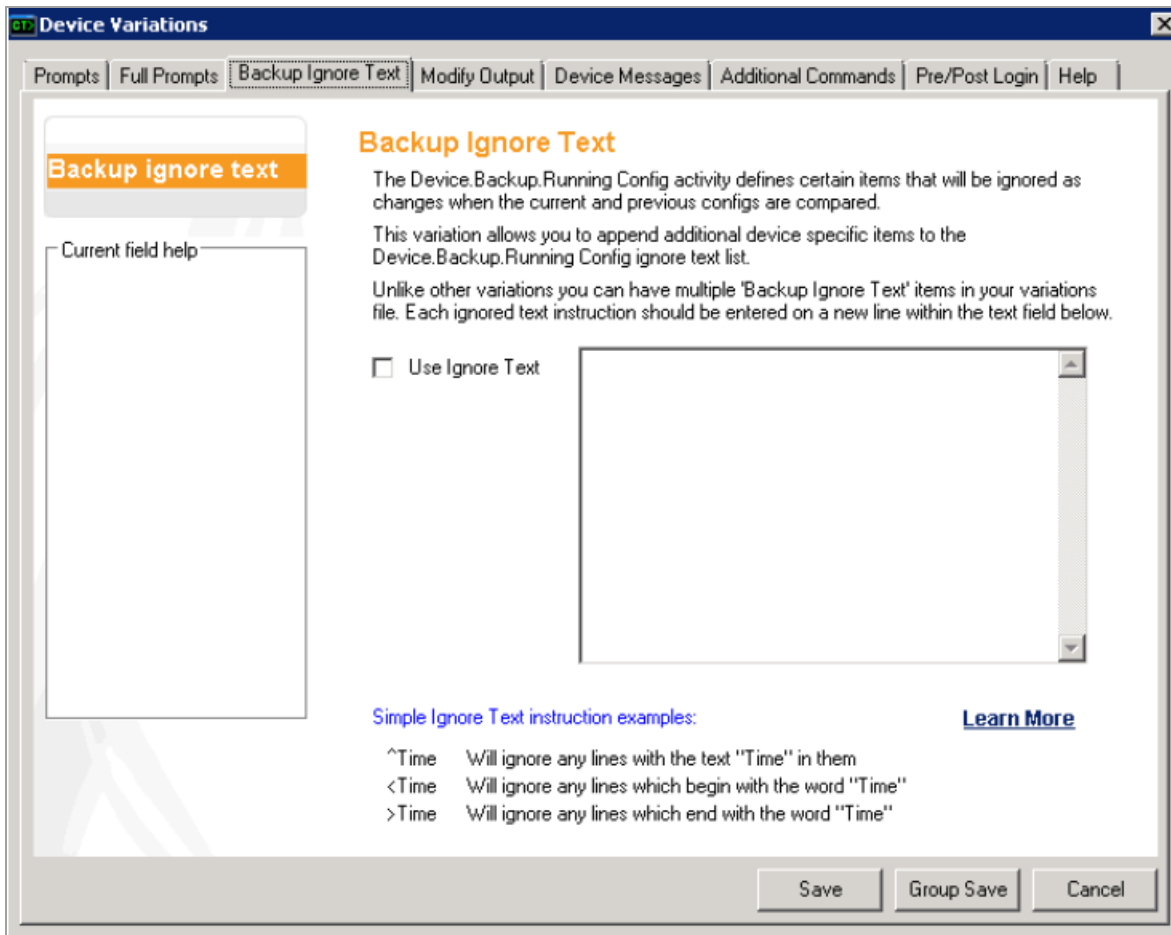 GT> Device Variations
Prompts Full Prompts Backup Ignore Text Modify Output Device Messages Additional Commands Pre/Post Login Help
Backup ignore text
Current field help
Backup Ignore Text
The Device.Backup.Running Config activity defines certain items that will be ignored as
changes when the current and previous configs are compared.
This variation allows you to append additional device specific items to the
Device.Backup.Running Config ignore text list.
Unlike other variations you can have multiple 'Backup Ignore Text' items in your variations
file. Each ignored text instruction should be entered on a new line within the text field below.
Use Ignore Text
Simple Ignore Text instruction examples:
Learn More
^Time Will ignore any lines with the text "Time" in them
<Time Will ignore any lines which begin with the word "Time"
>Time Will ignore any lines which end with the word "Time"
Save Group Save Cancel